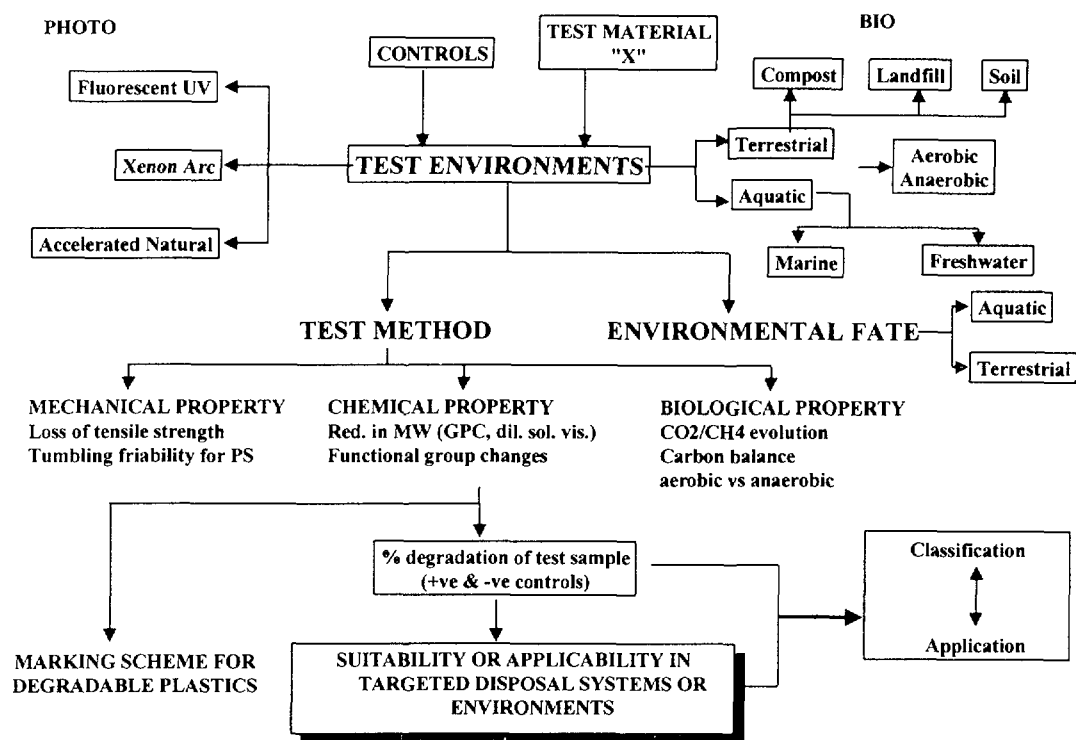 PHOTO
BIO
CONTROLS
TEST MATERIAL
"X"
Fluorescent UV
Compost
Landfill
Soil
Xenon Arc
TEST ENVIRONMENTS
Terrestrial
Aerobic
Anaerobic
Aquatic
Accelerated Natural
Marine
Freshwater
TEST METHOD
ENVIRONMENTAL FATE
Aquatic
Terrestrial
MECHANICAL PROPERTY
Loss of tensile strength
Tumbling friability for PS
CHEMICAL PROPERTY
Red. in MW (GPC, dil. sol. vis.)
Functional group changes
BIOLOGICAL PROPERTY
CO2/CH4 evolution
Carbon balance
aerobic vs anaerobic
% degradation of test sample
(+ve & -ve controls)
Classification
Application
MARKING SCHEME FOR
DEGRADABLE PLASTICS
SUITABILITY OR APPLICABILITY IN
TARGETED DISPOSAL SYSTEMS OR
ENVIRONMENTS